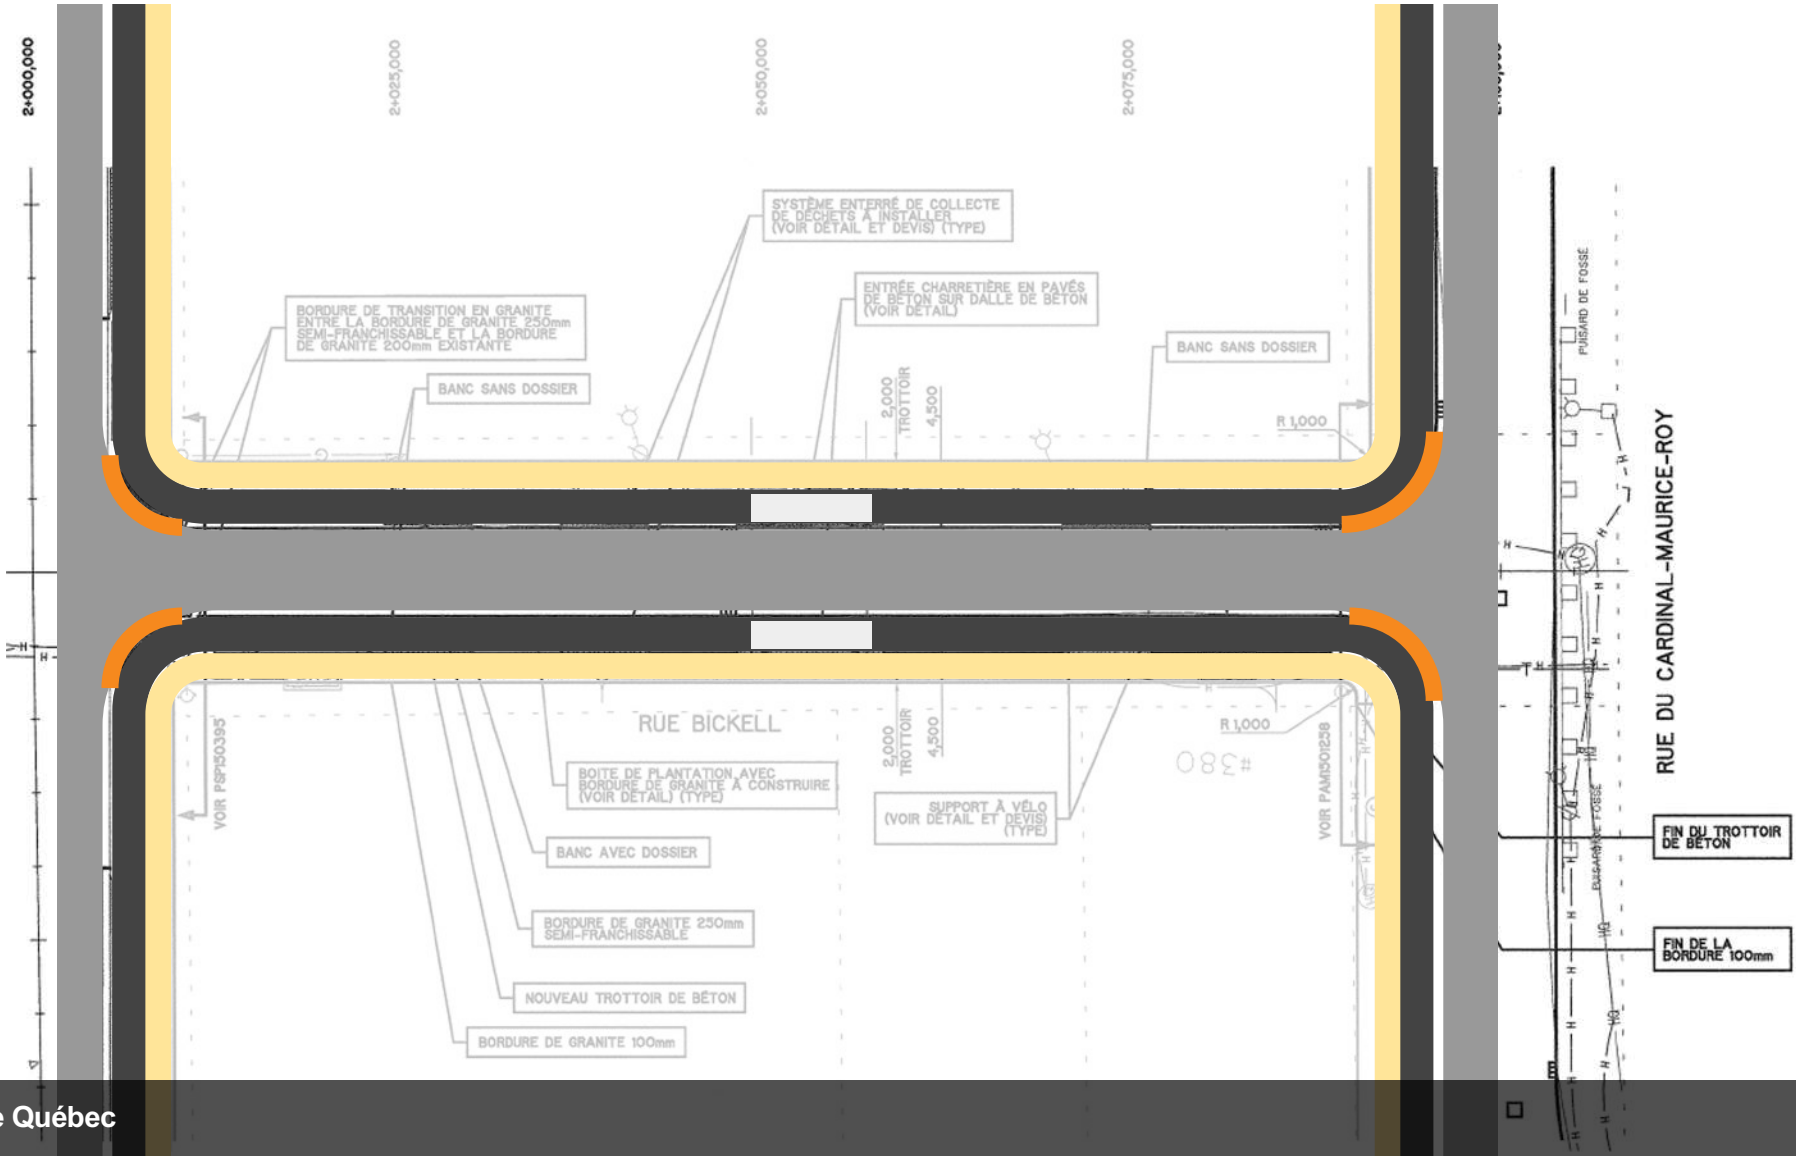 2+000,000
2+025,000
2+050,000
2+075,000
SYSTÈME ENTERRÉ DE COLLECTE
DE DÉCHETS À INSTALLER
(VOIR DÉTAIL ET DEVIS) (TYPE)
ENTRÉE CHARRETIÈRE EN PAVÉS
DE BÉTON SUR DALLE DE BÉTON
(VOIR DÉTAIL)
BORDURE DE TRANSITION EN GRANITE
ENTRE LA BORDURE DE GRANITE 250mm
SEMI-FRANCHISSABLE ET LA BORDURE
DE GRANITE 200mm EXISTANTE
BANC SANS DOSSIER
BANC SANS DOSSIER
2,000
TROTTOIR
4,500
R 1,000
PUISARD DE FOSSÉ
RUE DU CARDINAL-MAURICE-ROY
RUE BICKELL
2,000
TROTTOIR
4,500
R 1,000
#380
VOIR PSP150395
VOIR PAM1501258
BOITE DE PLANTATION AVEC
BORDURE DE GRANITE À CONSTRUIRE
(VOIR DÉTAIL) (TYPE)
SUPPORT À VÉLO
(VOIR DÉTAIL ET DEVIS)
(TYPE)
BANC AVEC DOSSIER
BORDURE DE GRANITE 250mm
SEMI-FRANCHISSABLE
NOUVEAU TROTTOIR DE BÉTON
BORDURE DE GRANITE 100mm
PUISARD DE FOSSÉ
FIN DU TROTTOIR
DE BÉTON
FIN DE LA
BORDURE 100mm
HQ
HQ
e Québec